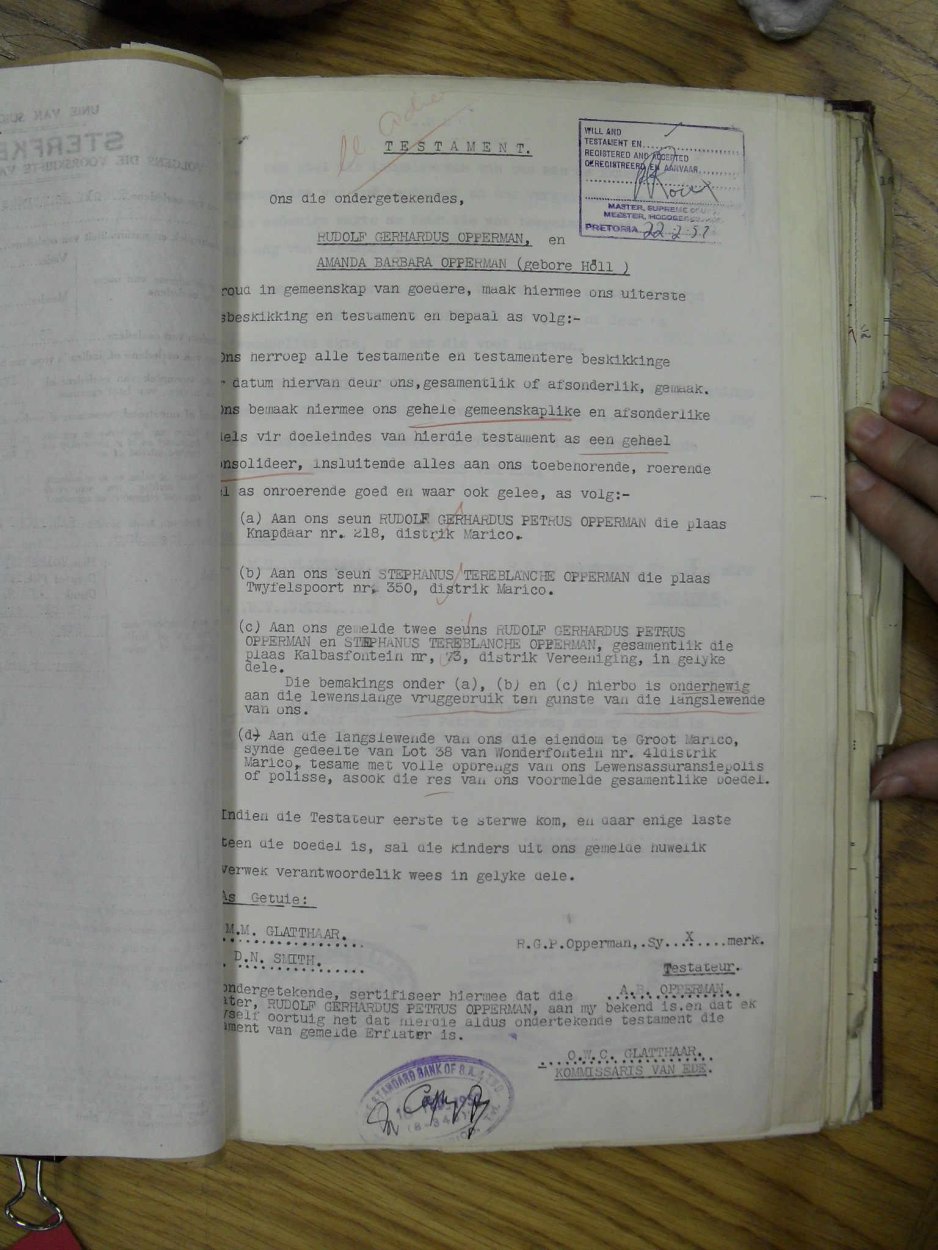 T E S T A M E N T.
WILL AND
TESTAMENT EN
REGISTERED AND ACCEPTED
GEREGISTREER EN AANVAAR
MASTER, SUPREME COURT
MEESTER, HOOGGEREGSHOF
PRETORIA 22-2-57
Ons die ondergetekendes,
RUDOLF GERHARDUS OPPERMAN, en
AMANDA BARBARA OPPERMAN (gebore Höll )
roud in gemeenskap van goedere, maak hiermee ons uiterste
sbeskikking en testament en bepaal as volg:-
Ons herroep alle testamente en testamentere beskikkinge
datum hiervan deur ons, gesamentlik of afsonderlik, gemaak.
Ons bemaak hiermee ons gehele gemeenskaplike en afsonderlike
els vir doeleindes van hierdie testament as een geheel
nsolideer, insluitende alles aan ons toebehorende, roerende
l as onroerende goed en waar ook gelee, as volg:-
(a) Aan ons seun RUDOLF GERHARDUS PETRUS OPPERMAN die plaas
Knapdaar nr. 218, distrik Marico.
(b) Aan ons seun STEPHANUS TEREBLANCHE OPPERMAN die plaas
Twyfelspoort nr. 350, distrik Marico.
(c) Aan ons gemelde twee seuns RUDOLF GERHARDUS PETRUS
OPPERMAN en STEPHANUS TEREBLANCHE OPPERMAN, gesamentlik die
plaas Kalbasfontein nr, 73, distrik Vereeniging, in gelyke
dele.
Die bemakings onder (a), (b) en (c) hierbo is onderhewig
aan die lewenslange vruggebruik ten gunste van die langslewende
van ons.
(d) Aan die langslewende van ons die eiendom te Groot Marico,
synde gedeelte van Lot 38 van Wonderfontein nr. 41distrik
Marico, tesame met volle opbrengs van ons Lewensassuransiepolis
of polisse, asook die res van ons voormelde gesamentlike boedel.
Indien die Testateur eerste te sterwe kom, en daar enige laste
teen die boedel is, sal die kinders uit ons gemelde huwelik
verwek verantwoordelik wees in gelyke dele.
As Getuie:
M.M. GLATTHAAR.
D.N. SMITH.
R.G.P.Opperman,.Sy...X.....merk.
Testateur.
A.B. OPPERMAN.
ondergetekende, sertifiseer hiermee dat die
ater, RUDOLF GERHARDUS PETRUS OPPERMAN, aan my bekend is.en dat ek
yself oortuig het dat hierdie aldus ondertekende testament die
ament van gemelde Erflater is.
O.W.C. GLATTHAAR.
KOMMISSARIS VAN EDE.
STANDARD BANK OF S.A. LTD